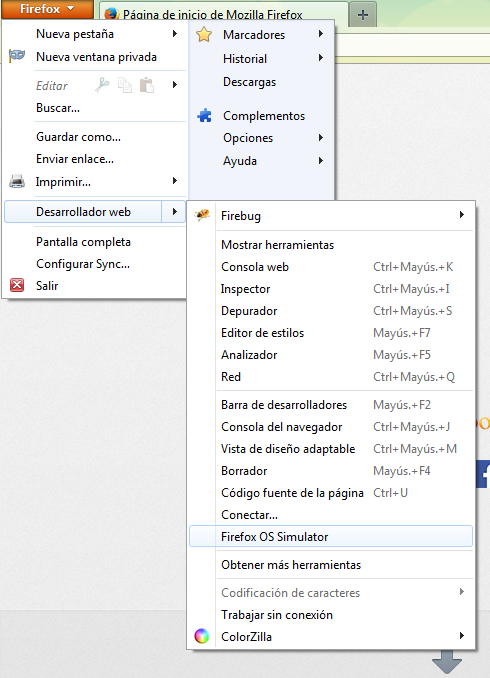 Firefox
Página de inicio de Mozilla Firefox
Nueva pestaña
Nueva ventana privada
Editar
Buscar...
Guardar como...
Enviar enlace...
Imprimir...
Desarrollador web
Pantalla completa
Configurar Sync...
Salir
Marcadores
Historial
Descargas
Complementos
Opciones
Ayuda
Firebug
Mostrar herramientas
Consola web Ctrl+Mayús.+K
Inspector Ctrl+Mayús.+I
Depurador Ctrl+Mayús.+S
Editor de estilos Mayús.+F7
Analizador Mayús.+F5
Red Ctrl+Mayús.+Q
Barra de desarrolladores Mayús.+F2
Consola del navegador Ctrl+Mayús.+J
Vista de diseño adaptable Ctrl+Mayús.+M
Borrador Mayús.+F4
Código fuente de la página Ctrl+U
Conectar...
Firefox OS Simulator
Obtener más herramientas
Codificación de caracteres
Trabajar sin conexión
ColorZilla